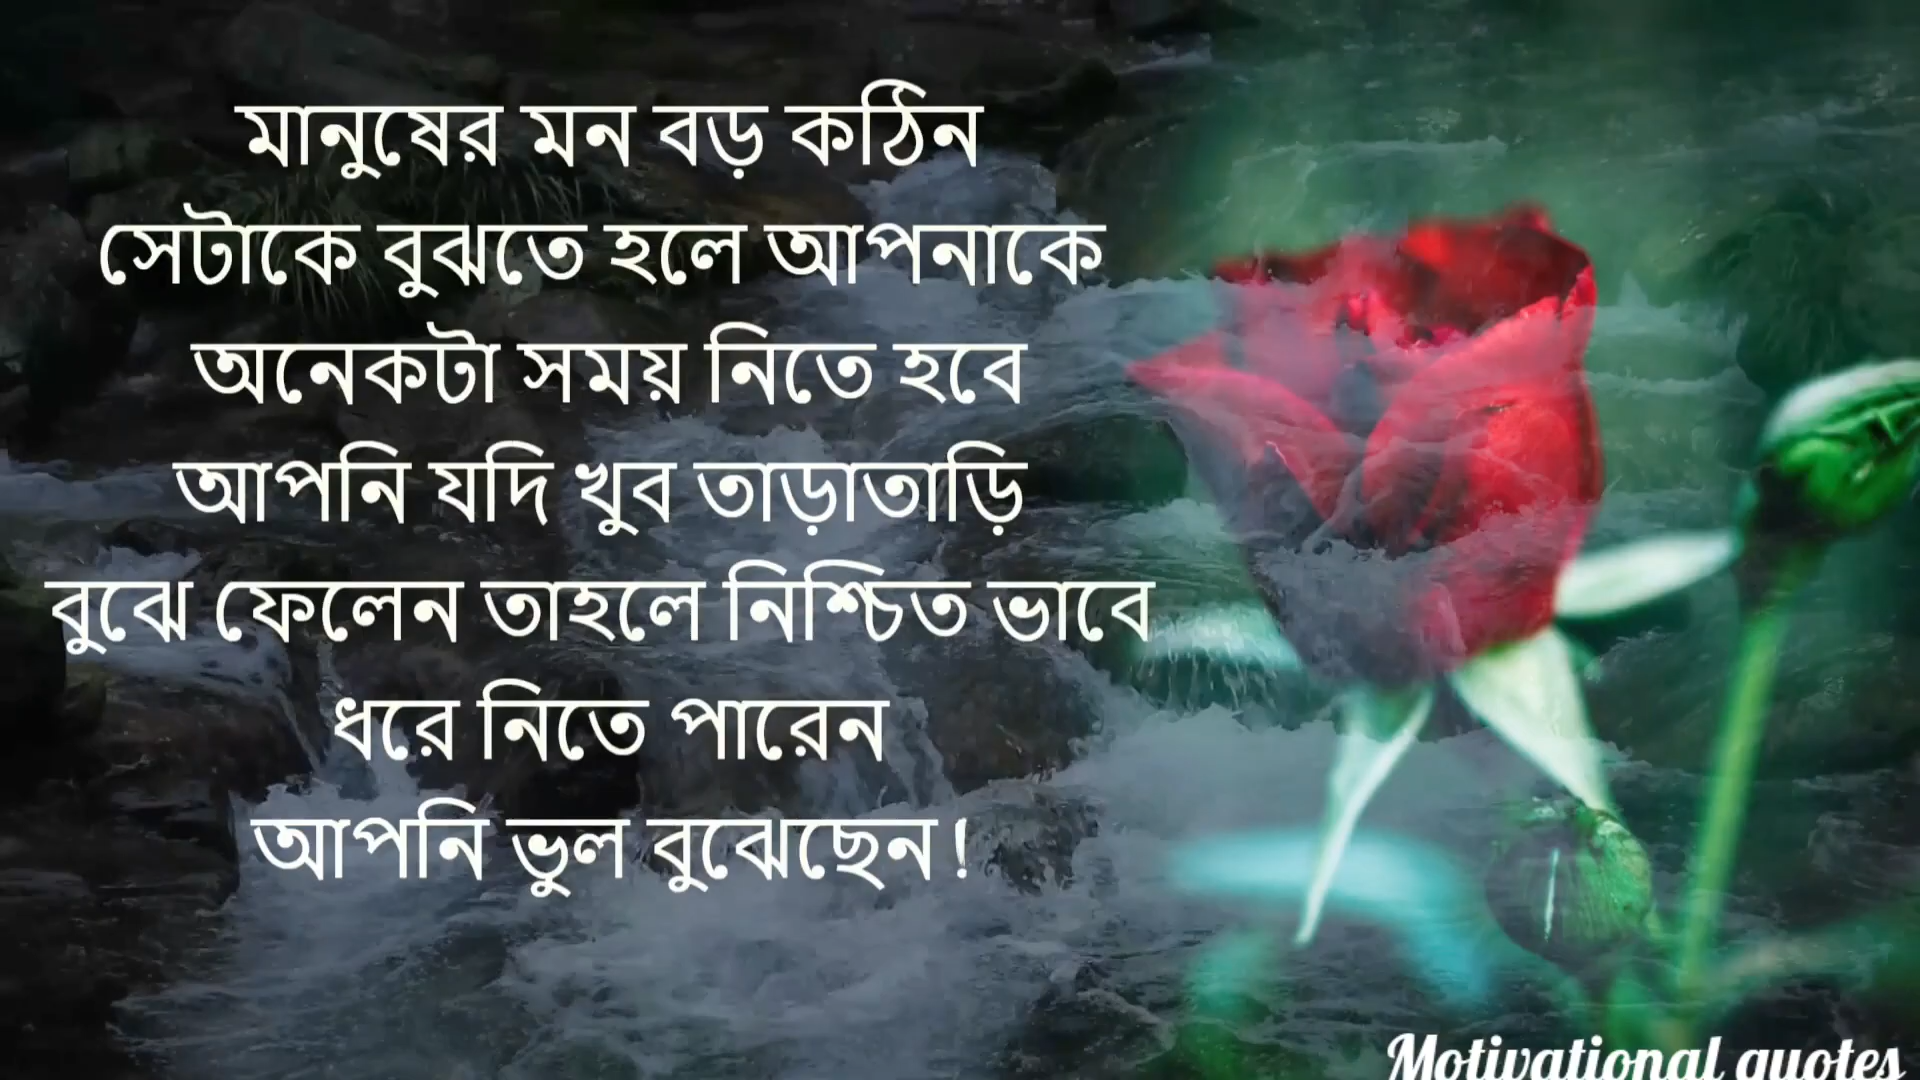 মানুষের মন বড় কঠিন
সেটাকে বুঝতে হলে আপনাকে
অনেকটা সময় নিতে হবে
আপনি যদি খুব তাড়াতাড়ি
বুঝে ফেলেন তাহলে নিশ্চিত ভাবে
ধরে নিতে পারেন
আপনি ভুল বুঝেছেন!
Motivational quotes